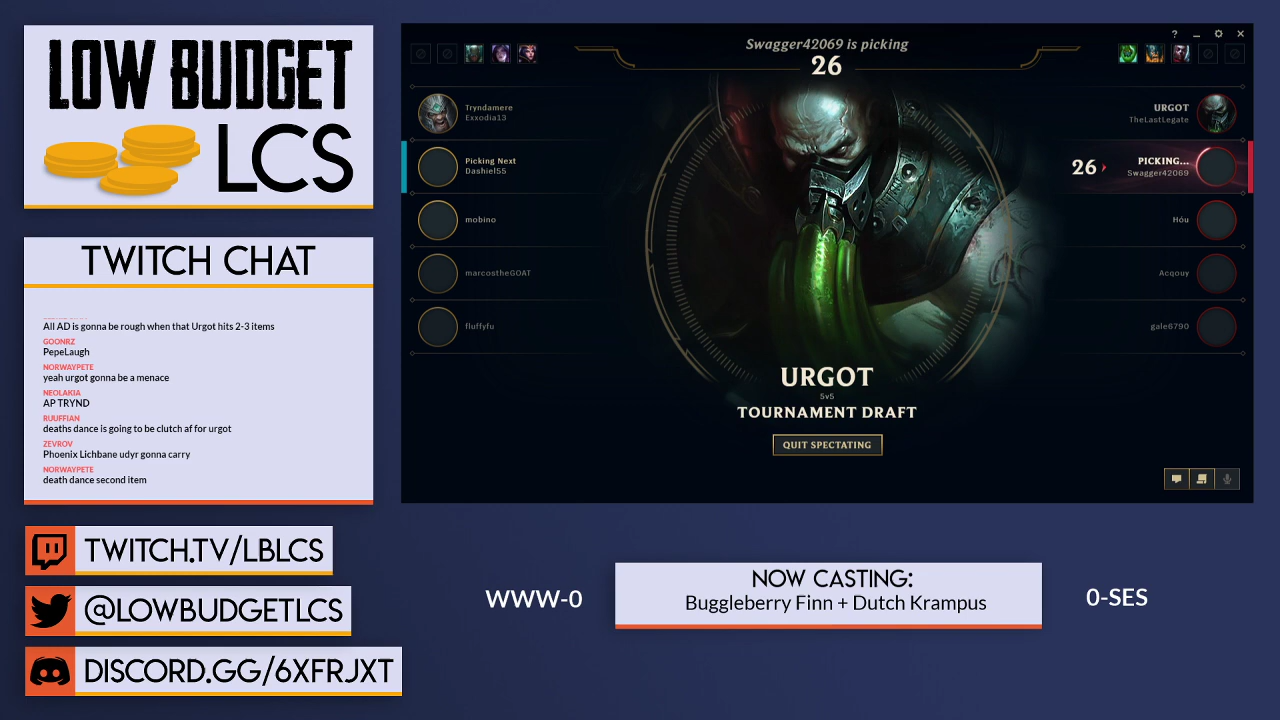 LOW BUDGET
LCS
TWITCH CHAT
All AD is gonna be rough when that Urgot hits 2-3 items
GOONRZ
PepeLaugh
NORWAYPETE
yeah urgot gonna be a menace
NEOLAKIA
AP TRYND
RUUFFIAN
deaths dance is going to be clutch af for urgot
ZEVROV
Phoenix Lichbane udyr gonna carry
NORWAYPETE
death dance second item
TWITCH.TV/LBLCS
@LOWBUDGETLCS
DISCORD.GG/6XFRJXT
Swagger42069 is picking
26
?
Tryndamere
Exxodia13
Picking Next
Dashiel55
mobino
marcostheGOAT
fluffyfu
URGOT
TheLastLegate
26
PICKING...
Swagger42069
Hóu
Acqouy
gale6790
URGOT
5v5
TOURNAMENT DRAFT
QUIT SPECTATING
WWW-0
NOW CASTING:
Buggleberry Finn + Dutch Krampus
0-SES